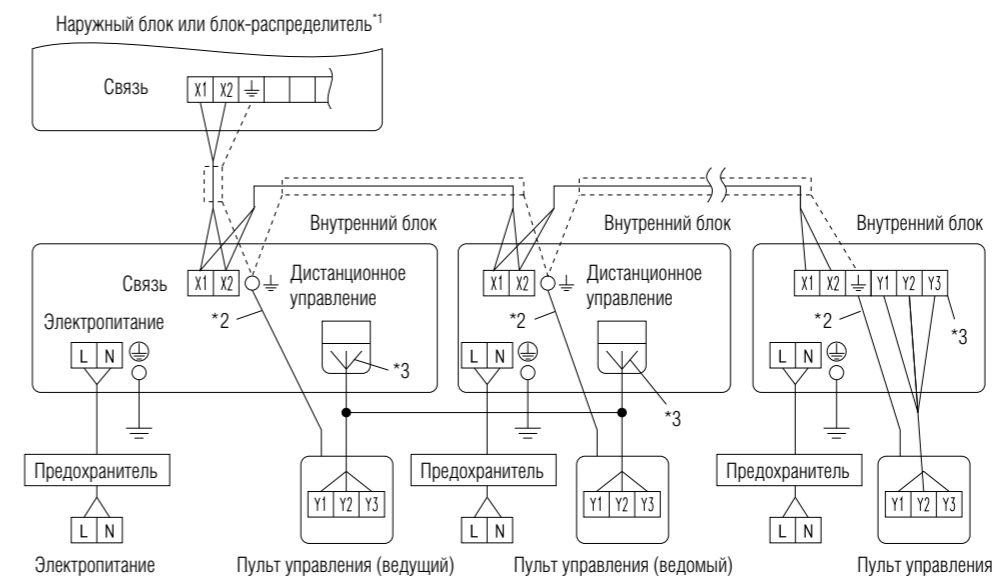 Наружный блок или блок-распределитель*1
Связь
X1 X2
Внутренний блок
Связь
X1 X2
Дистанционное
управление
*2
Электропитание
L N
*3
Предохранитель
L N
Электропитание
Y1 Y2 Y3
Пульт управления (ведущий)
Внутренний блок
X1 X2
Дистанционное
управление
*2
L N
*3
Предохранитель
L N
Y1 Y2 Y3
Пульт управления (ведомый)
Внутренний блок
X1 X2 Y1 Y2 Y3
*2
*3
L N
Предохранитель
L N
Y1 Y2 Y3
Пульт управления